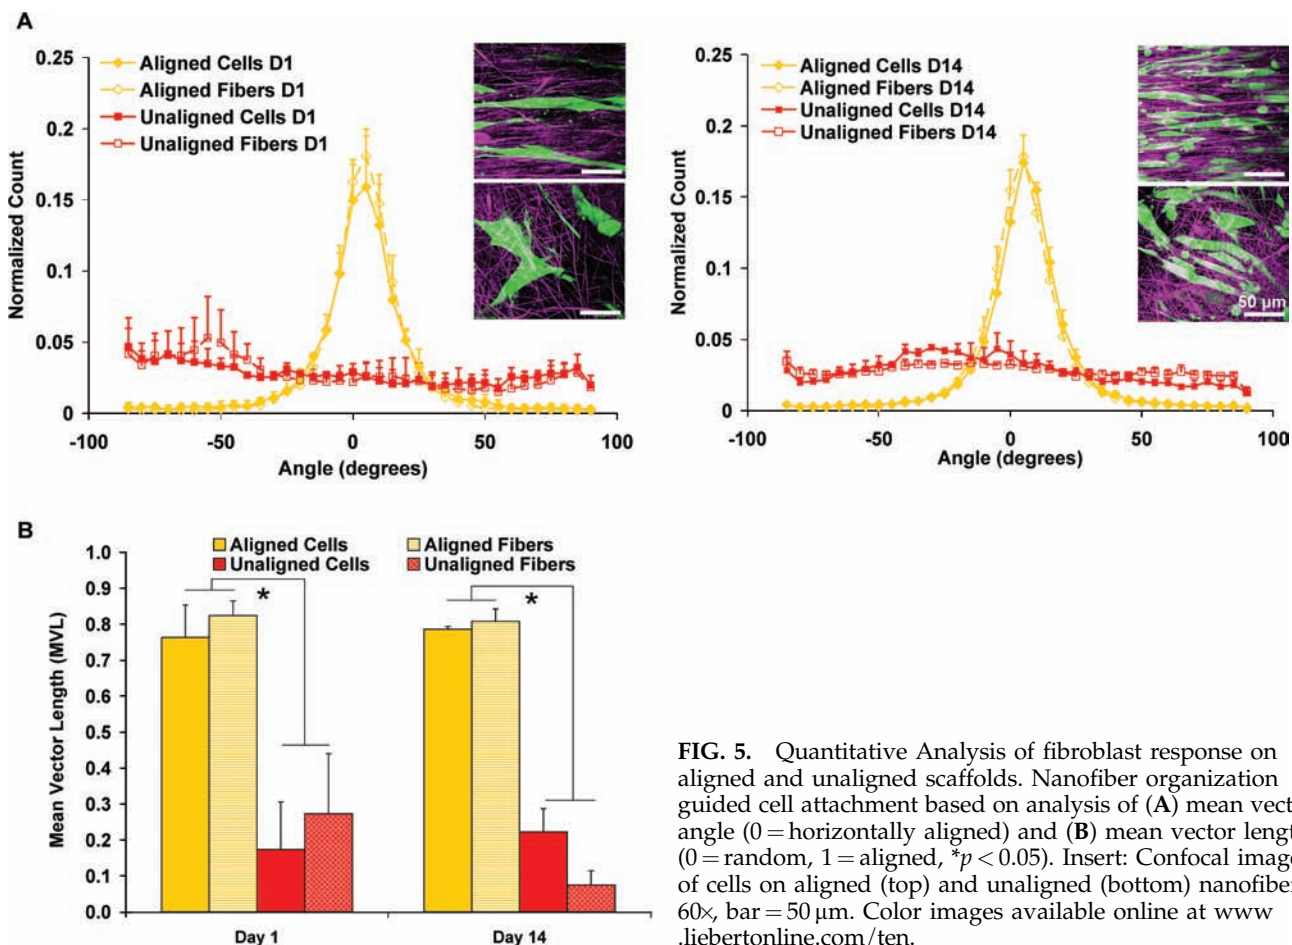 A
0.25
0.2
0.15
0.1
0.05
0
Normalized Count
-100
-50
0
50
100
Angle (degrees)
Aligned Cells D1
Aligned Fibers D1
Unaligned Cells D1
Unaligned Fibers D1
0.25
0.2
0.15
0.1
0.05
0
Normalized Count
-100
-50
0
50
100
Angle (degrees)
Aligned Cells D14
Aligned Fibers D14
Unaligned Cells D14
Unaligned Fibers D14
50 µm
B
Aligned Cells
Aligned Fibers
Unaligned Cells
Unaligned Fibers
1.0
0.9
0.8
0.7
0.6
0.5
0.4
0.3
0.2
0.1
0.0
Mean Vector Length (MVL)
*
*
Day 1
Day 14
FIG. 5. Quantitative Analysis of fibroblast response on
aligned and unaligned scaffolds. Nanofiber organization
guided cell attachment based on analysis of (A) mean vect
angle (0 = horizontally aligned) and (B) mean vector lengt
(0 = random, 1 = aligned, *p < 0.05). Insert: Confocal image
of cells on aligned (top) and unaligned (bottom) nanofiber
60×, bar = 50 µm. Color images available online at www
.liebertonline.com/ten.